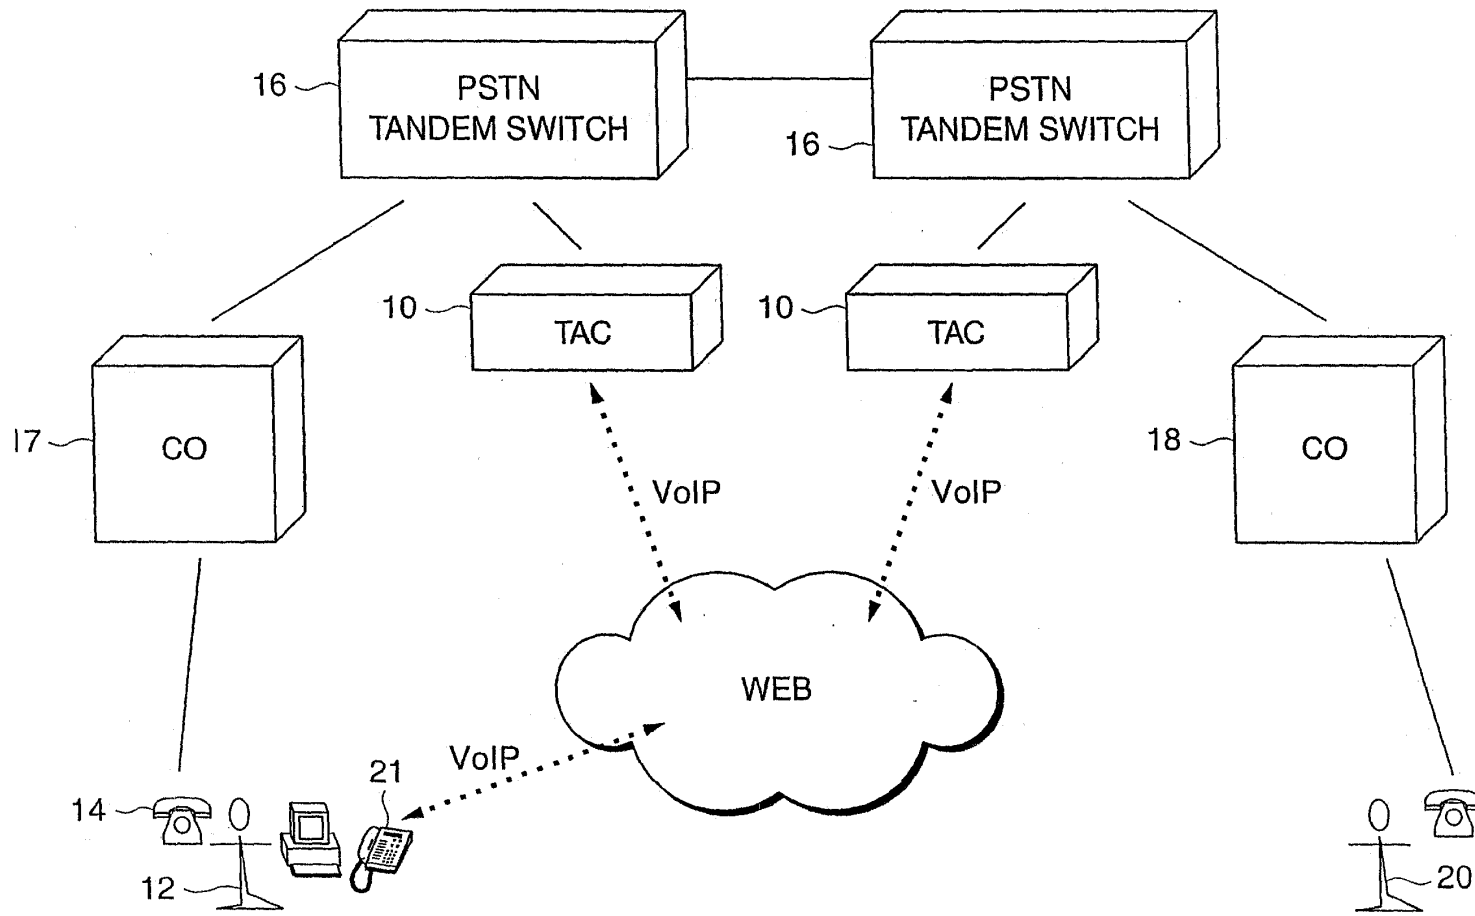 16
PSTN
TANDEM SWITCH
16
PSTN
TANDEM SWITCH
10
TAC
10
TAC
17
CO
18
CO
VoIP
VoIP
WEB
VoIP
21
14
12
20